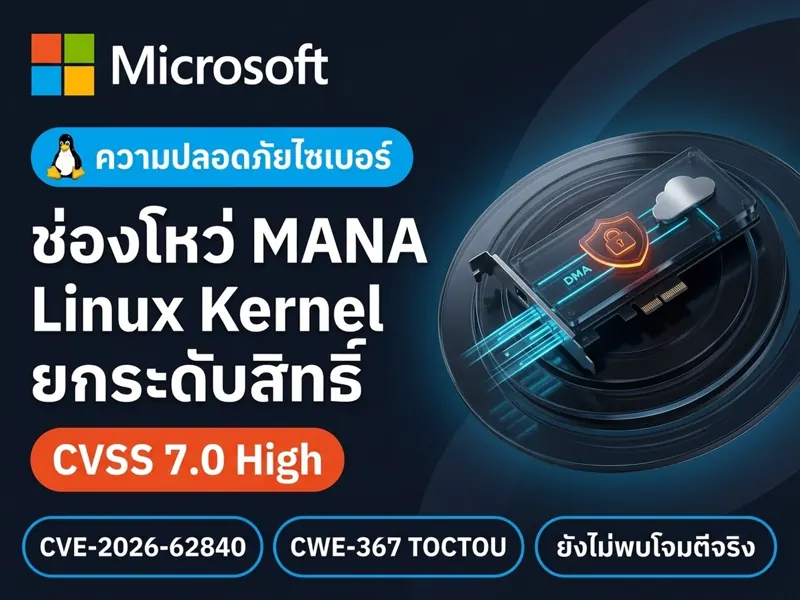 Microsoft
ความปลอดภัยไซเบอร์
ช่องโหว่ MANA
Linux Kernel
ยกระดับสิทธิ์
DMA
CVSS 7.0 High
CVE-2026-62840
CWE-367 TOCTOU
ยังไม่พบโจมตีจริง